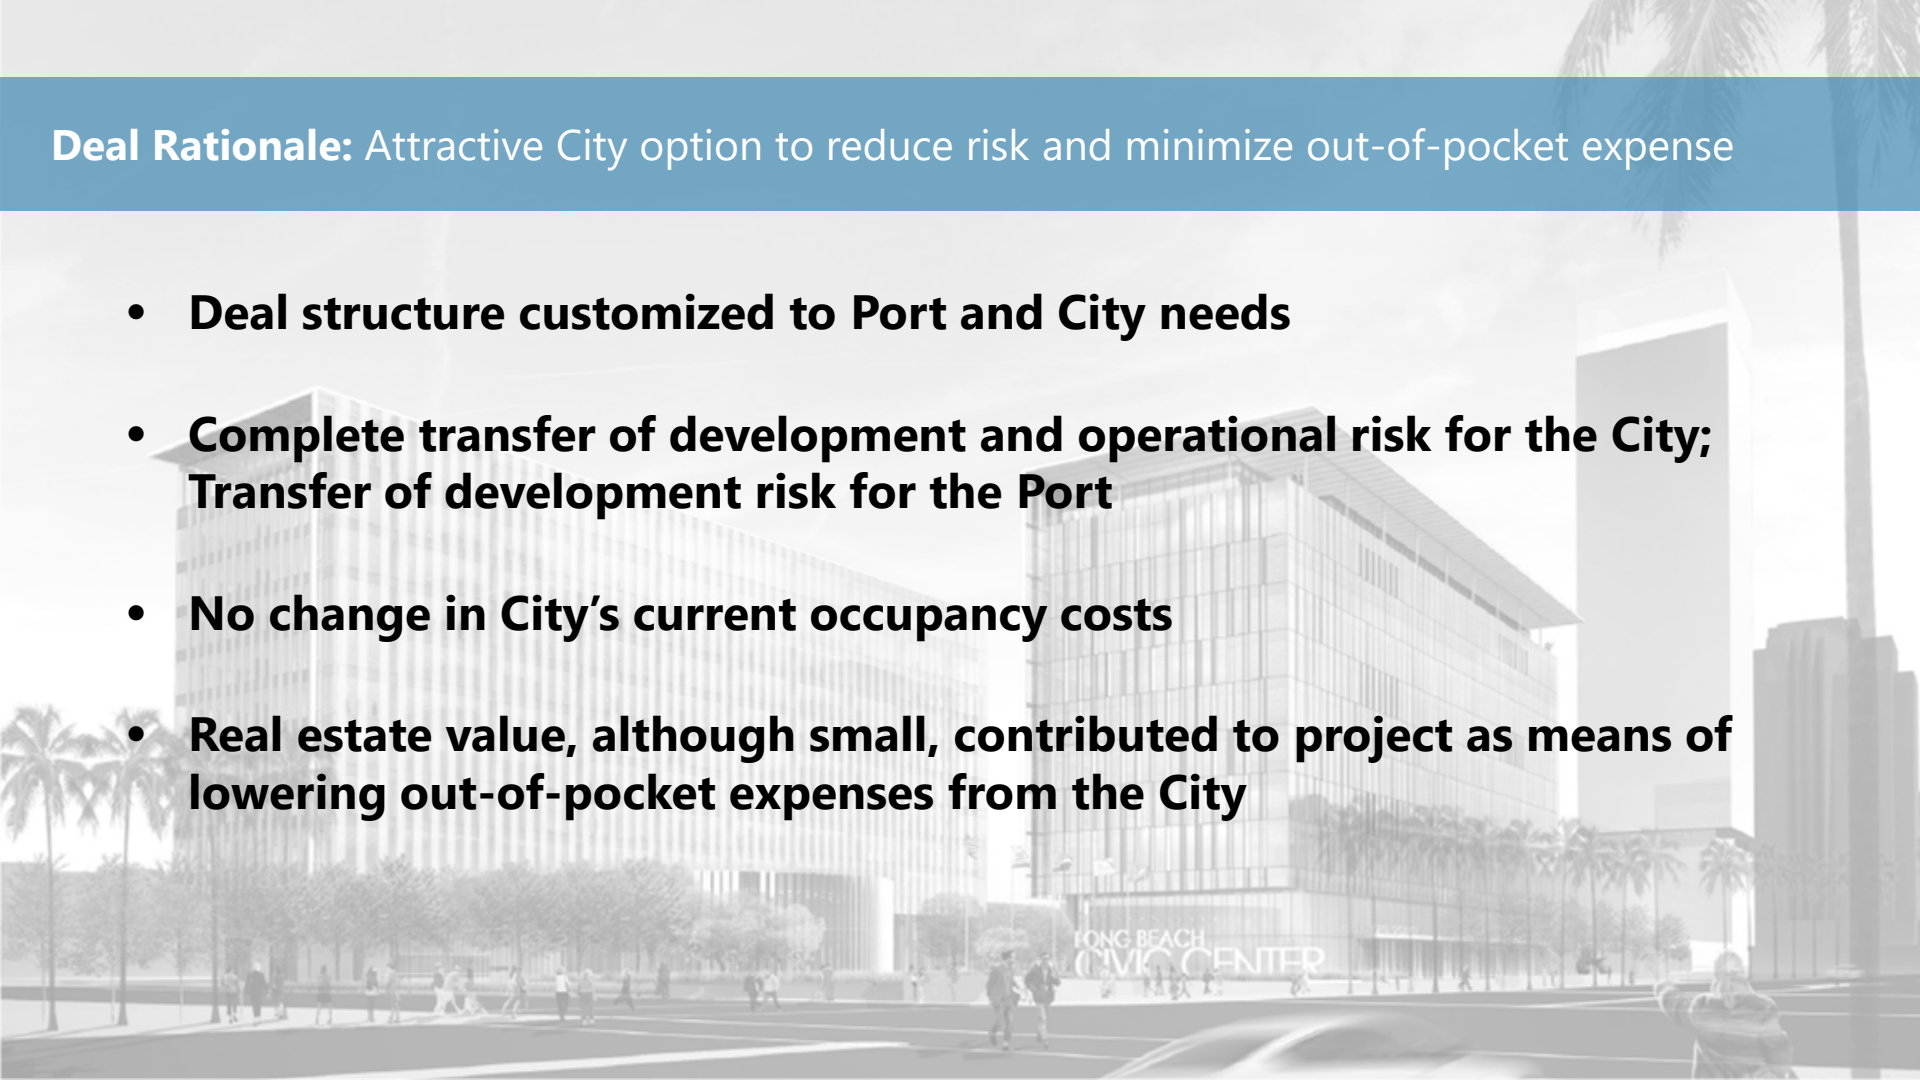 Deal Rationale: Attractive City option to reduce risk and minimize out-of-pocket expense
• Deal structure customized to Port and City needs
• Complete transfer of development and operational risk for the City;
Transfer of development risk for the Port
• No change in City’s current occupancy costs
• Real estate value, although small, contributed to project as means of
lowering out-of-pocket expenses from the City
LONG BEACH
CIVIC CENTER